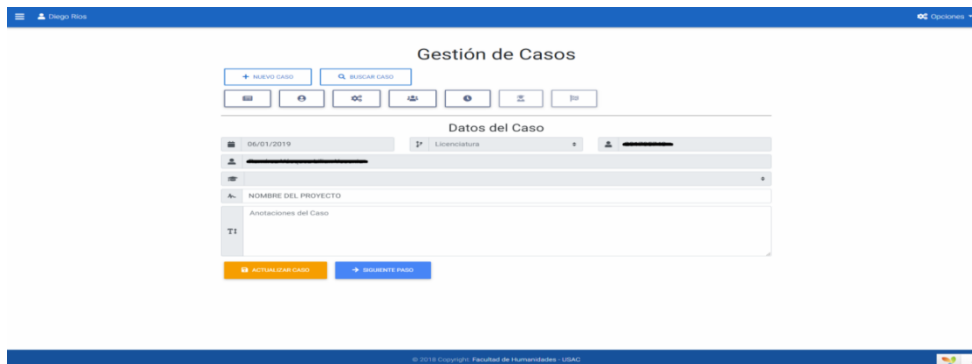 Diego Rios
Opciones
Gestión de Casos
NUEVO CASO
BUSCAR CASO
Datos del Caso
06/01/2019
Licenciatura
NOMBRE DEL PROYECTO
Anotaciones del Caso
ACTUALIZAR CASO
SIGUIENTE PASO
© 2018 Copyright: Facultad de Humanidades - USAC